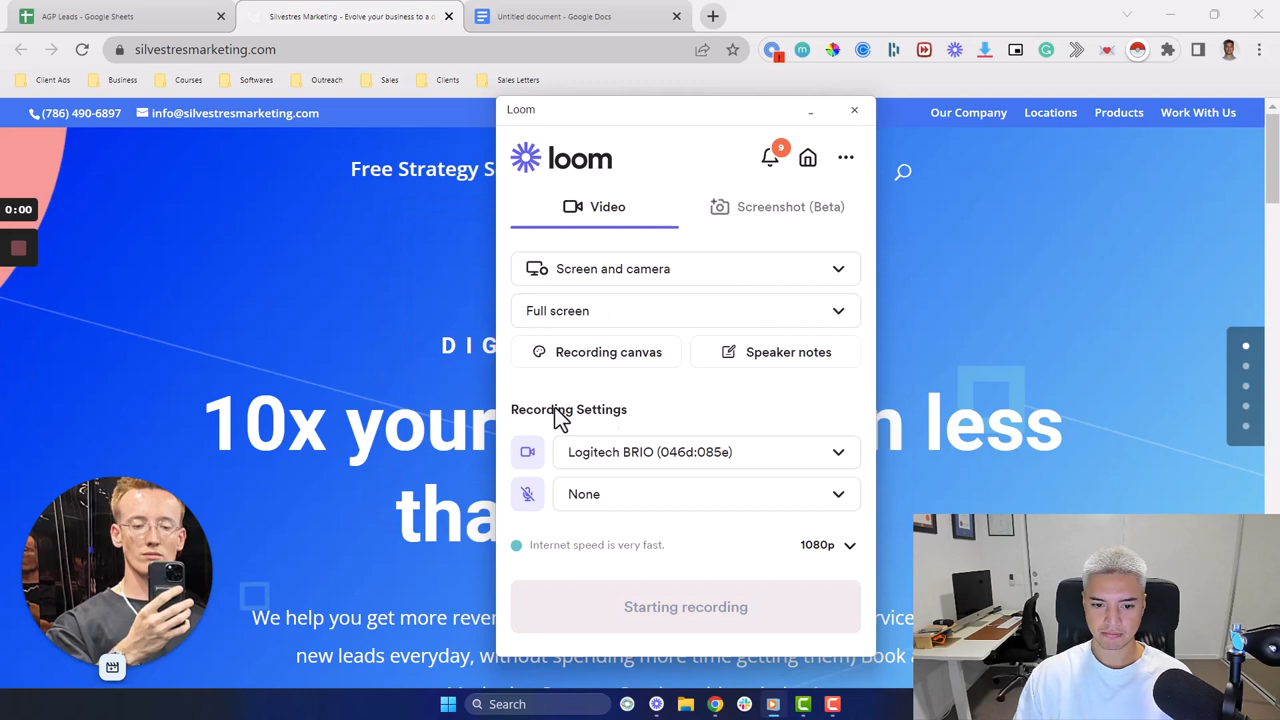 AGP Leads - Google Sheets
Silvestres Marketing - Evolve your business to a d
Untitled document - Google Docs
silvestresmarketing.com
Client Ads
Business
Courses
Softwares
Outreach
Sales
Clients
Sales Letters
(786) 490-6897
info@silvestresmarketing.com
Our Company
Locations
Products
Work With Us
Free Strategy S
0:00
Loom
loom
9
Video
Screenshot (Beta)
Screen and camera
Full screen
Recording canvas
Speaker notes
DIG
10x your
n less
tha
Recording Settings
Logitech BRIO (046d:085e)
None
Internet speed is very fast.
1080p
Starting recording
We help you get more rever
rvice
new leads everyday, without spending more time getting them) Book a
Search